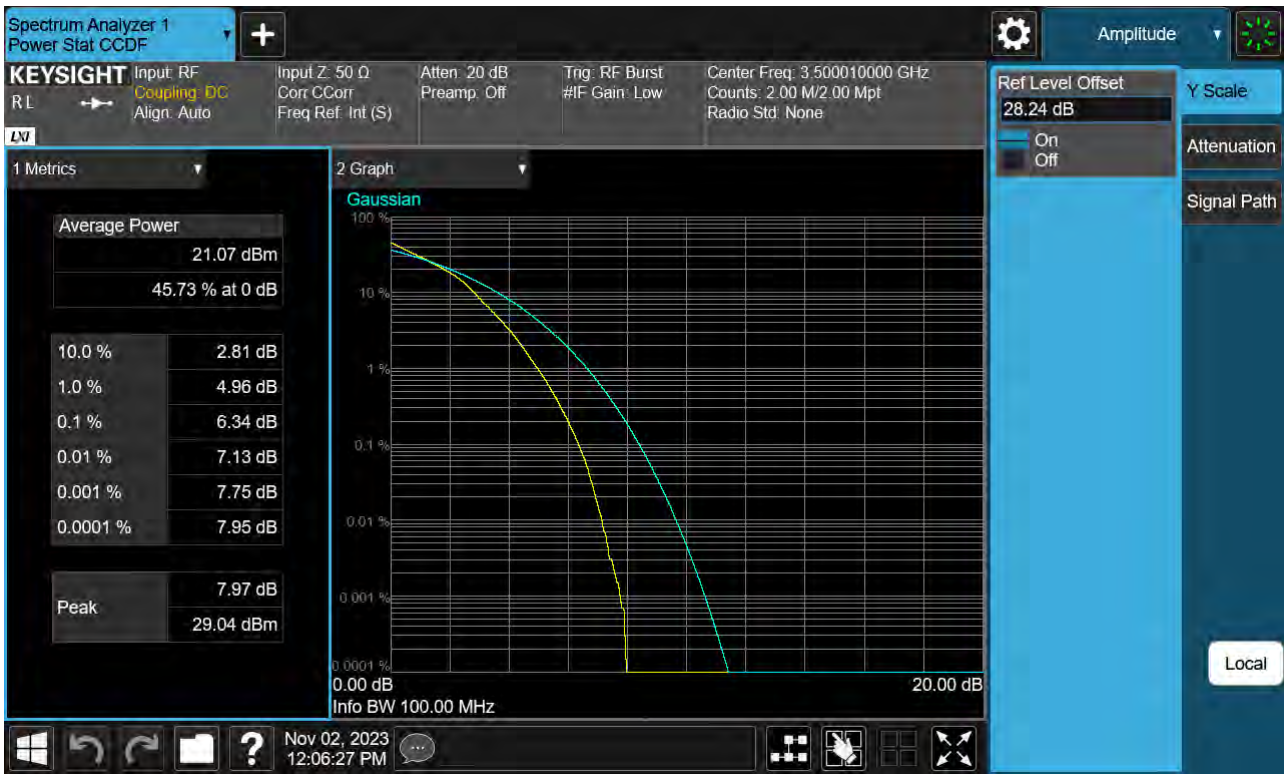 Spectrum Analyzer 1
Power Stat CCDF
+
Amplitude
KEYSIGHT
R L
LXI
Input: RF
Coupling: DC
Align: Auto
Input Z: 50 Ω
Corr CCorr
Freq Ref: Int (S)
Atten: 20 dB
Preamp: Off
Trig: RF Burst
#IF Gain: Low
Center Freq: 3.500010000 GHz
Counts: 2.00 M/2.00 Mpt
Radio Std: None
Ref Level Offset
28.24 dB
On
Off
Y Scale
Attenuation
Signal Path
Local
1 Metrics
Average Power
21.07 dBm
45.73 % at 0 dB
10.0 % 2.81 dB
1.0 % 4.96 dB
0.1 % 6.34 dB
0.01 % 7.13 dB
0.001 % 7.75 dB
0.0001 % 7.95 dB
Peak
7.97 dB
29.04 dBm
2 Graph
Gaussian
100 %
10 %
1 %
0.1 %
0.01 %
0.001 %
0.0001 %
0.00 dB 20.00 dB
Info BW 100.00 MHz
?
Nov 02, 2023
12:06:27 PM